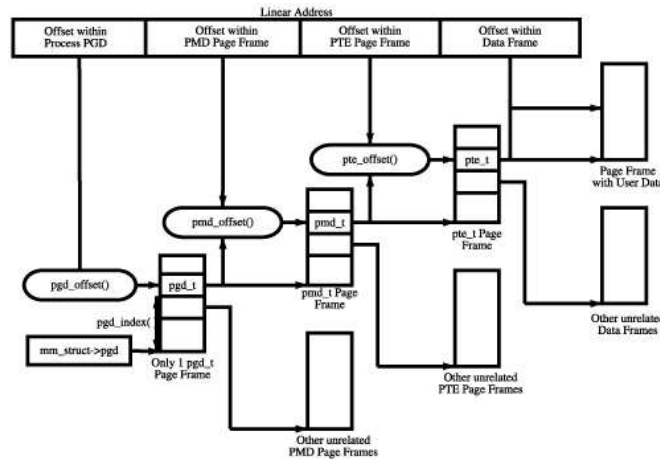 Linear Address
Offset within
Process PGD
Offset within
PMD Page Frame
Offset within
PTE Page Frame
Offset within
Data Frame
pte_offset()
pte_t
Page Frame
with User Data
pmd_offset()
pmd_t
pte_t Page
Frame
pgd_offset()
pgd_t
pmd_t Page
Frame
pgd_index(
Other unrelated
Data Frames
mm_struct->pgd
Only 1 pgd_t
Page Frame
Other unrelated
PTE Page Frames
Other unrelated
PMD Page Frames